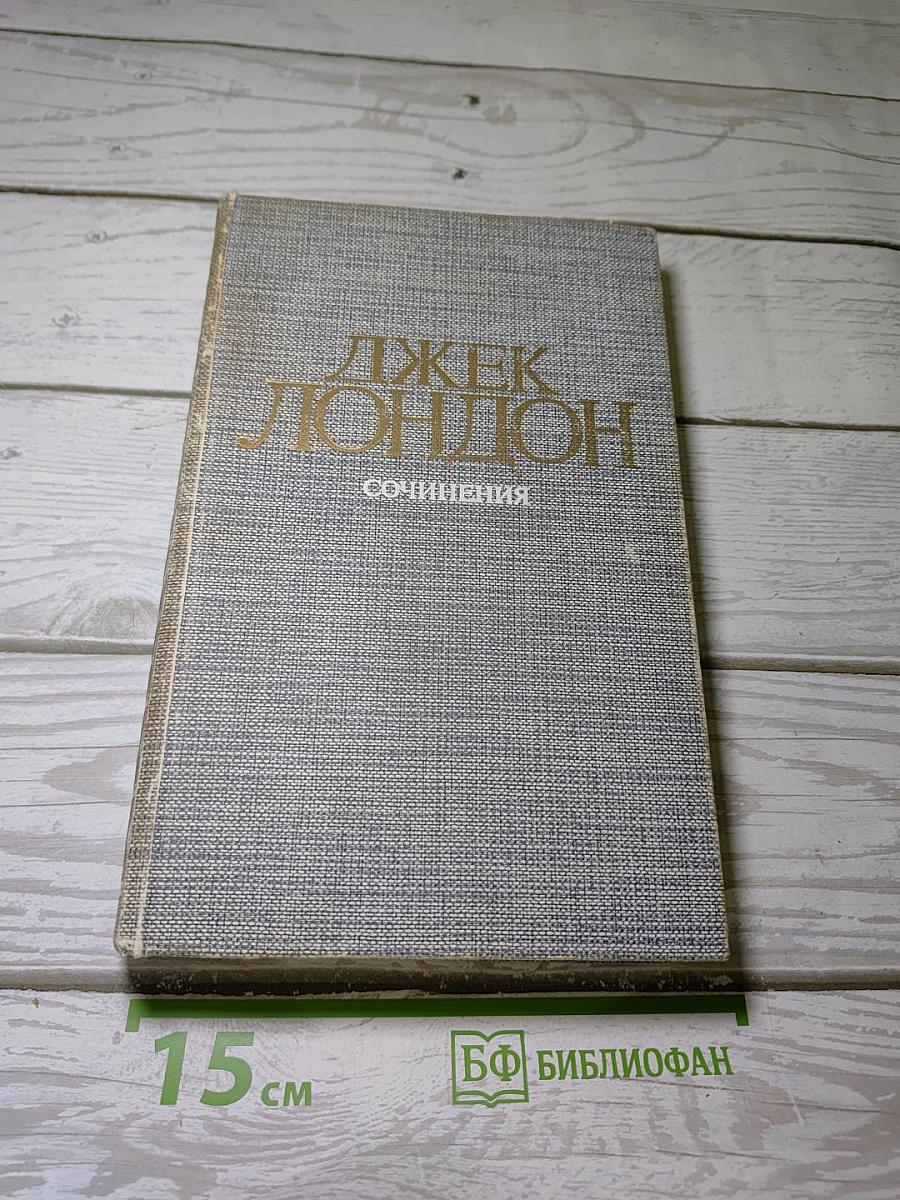 ДЖЕК
ЛОНДОН
СОЧИНЕНИЯ
15 см
БФ БИБЛИОФАН